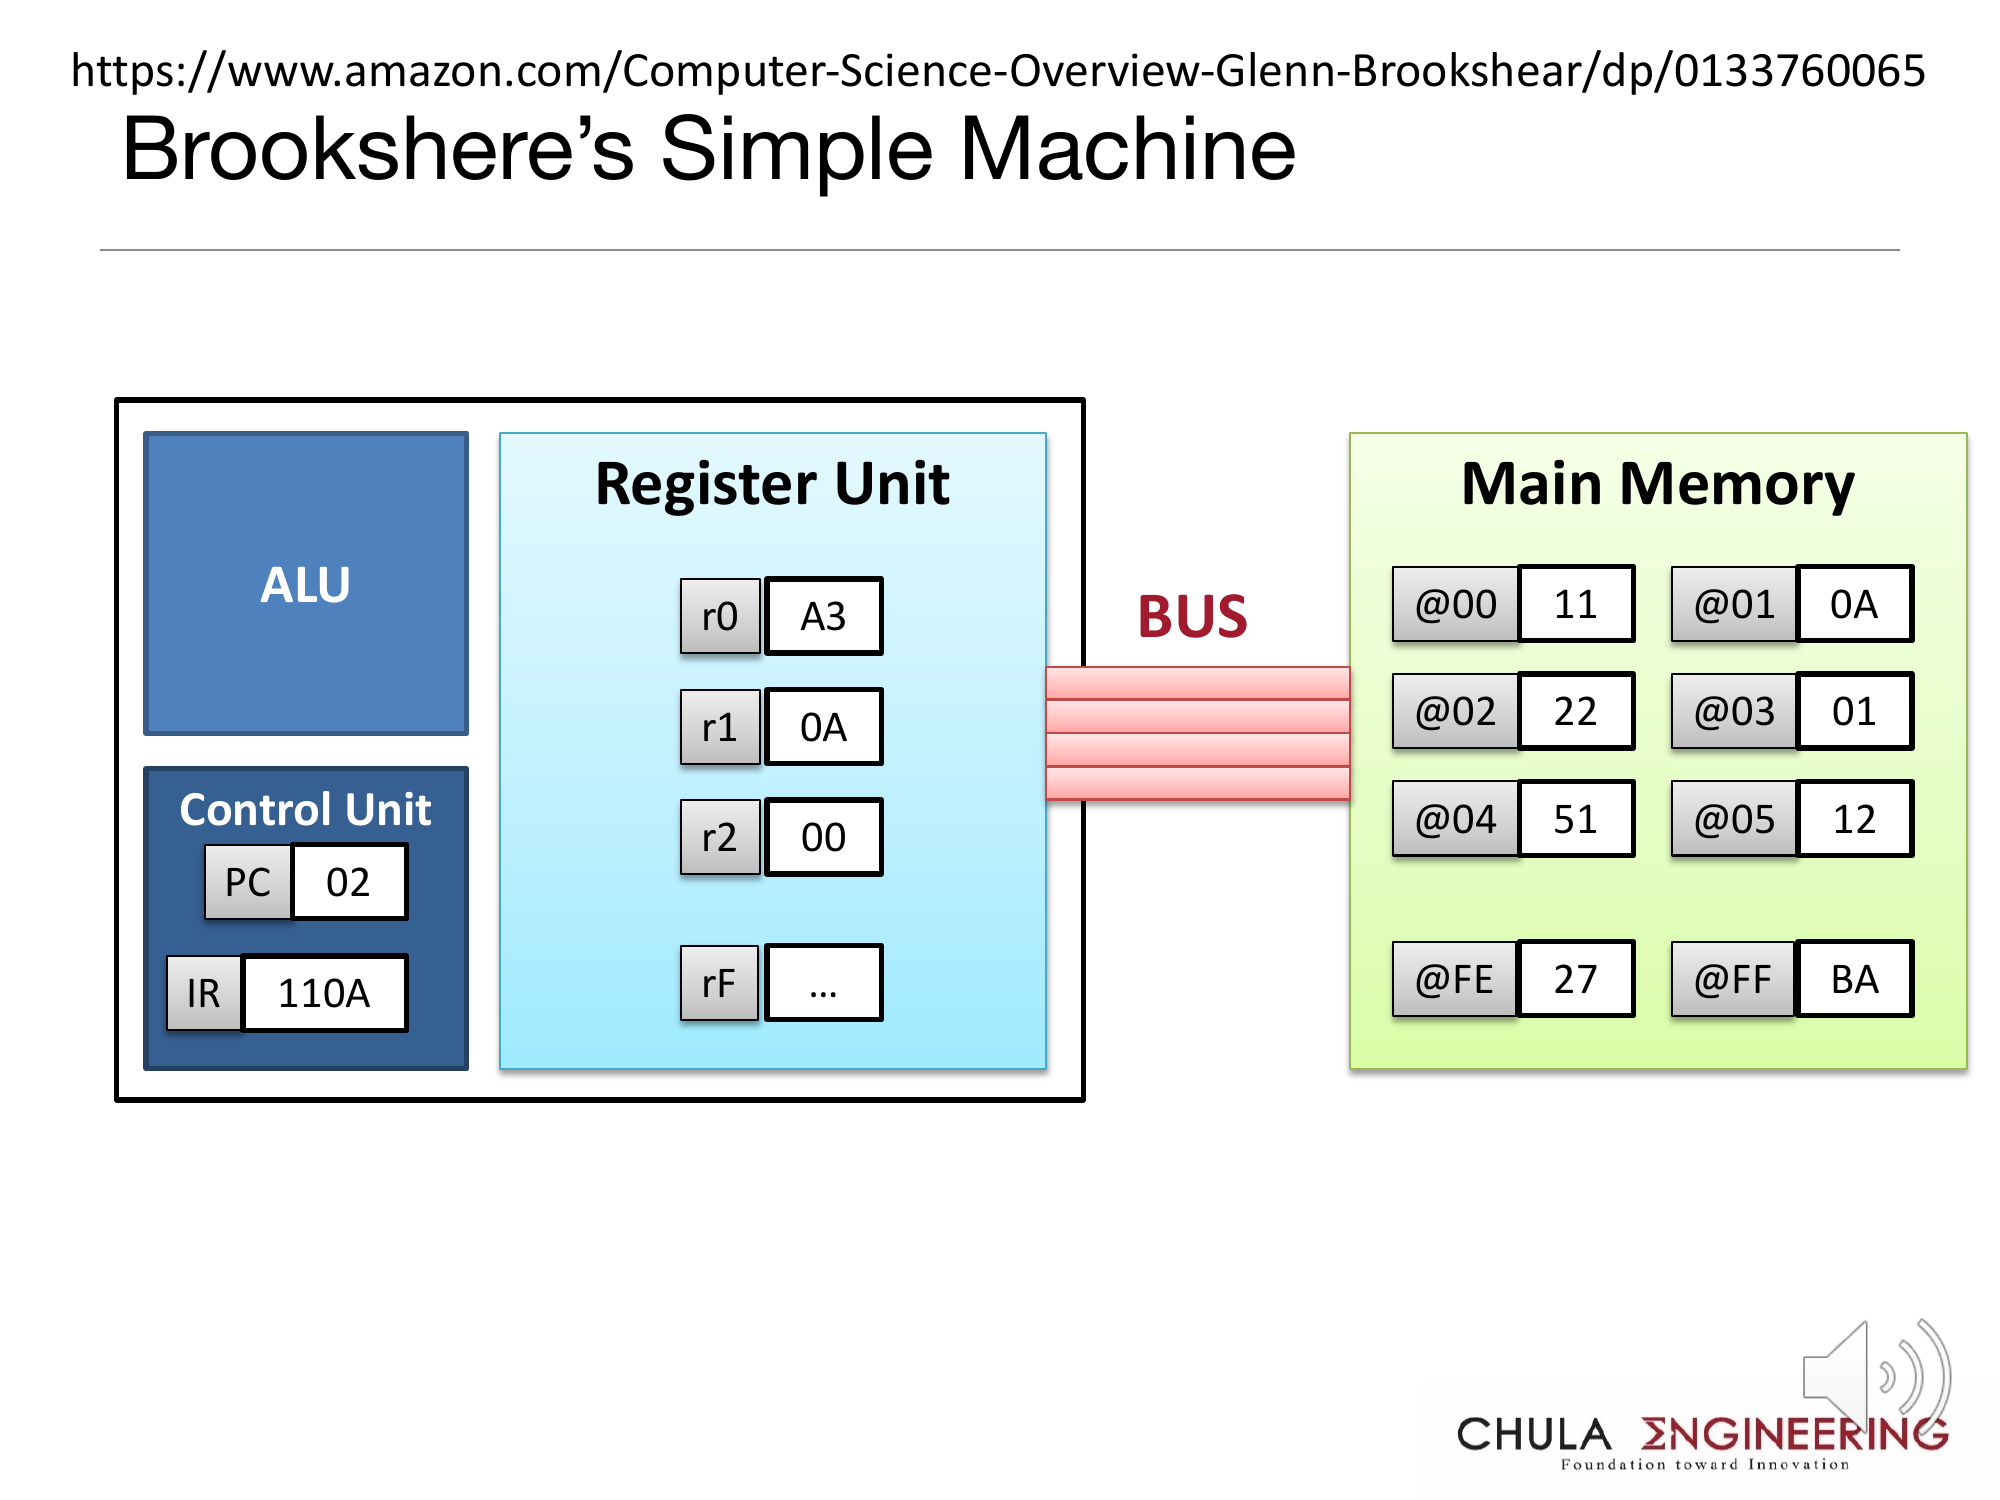 https://www.amazon.com/Computer-Science-Overview-Glenn-Brookshear/dp/0133760065
Brookshere’s Simple Machine
ALU
Control Unit
PC 02
IR 110A
Register Unit
r0 A3
r1 0A
r2 00
rF ...
BUS
Main Memory
@00 11 @01 0A
@02 22 @03 01
@04 51 @05 12
@FE 27 @FF BA
CHULA ΣNGINEERING
Foundation toward Innovation